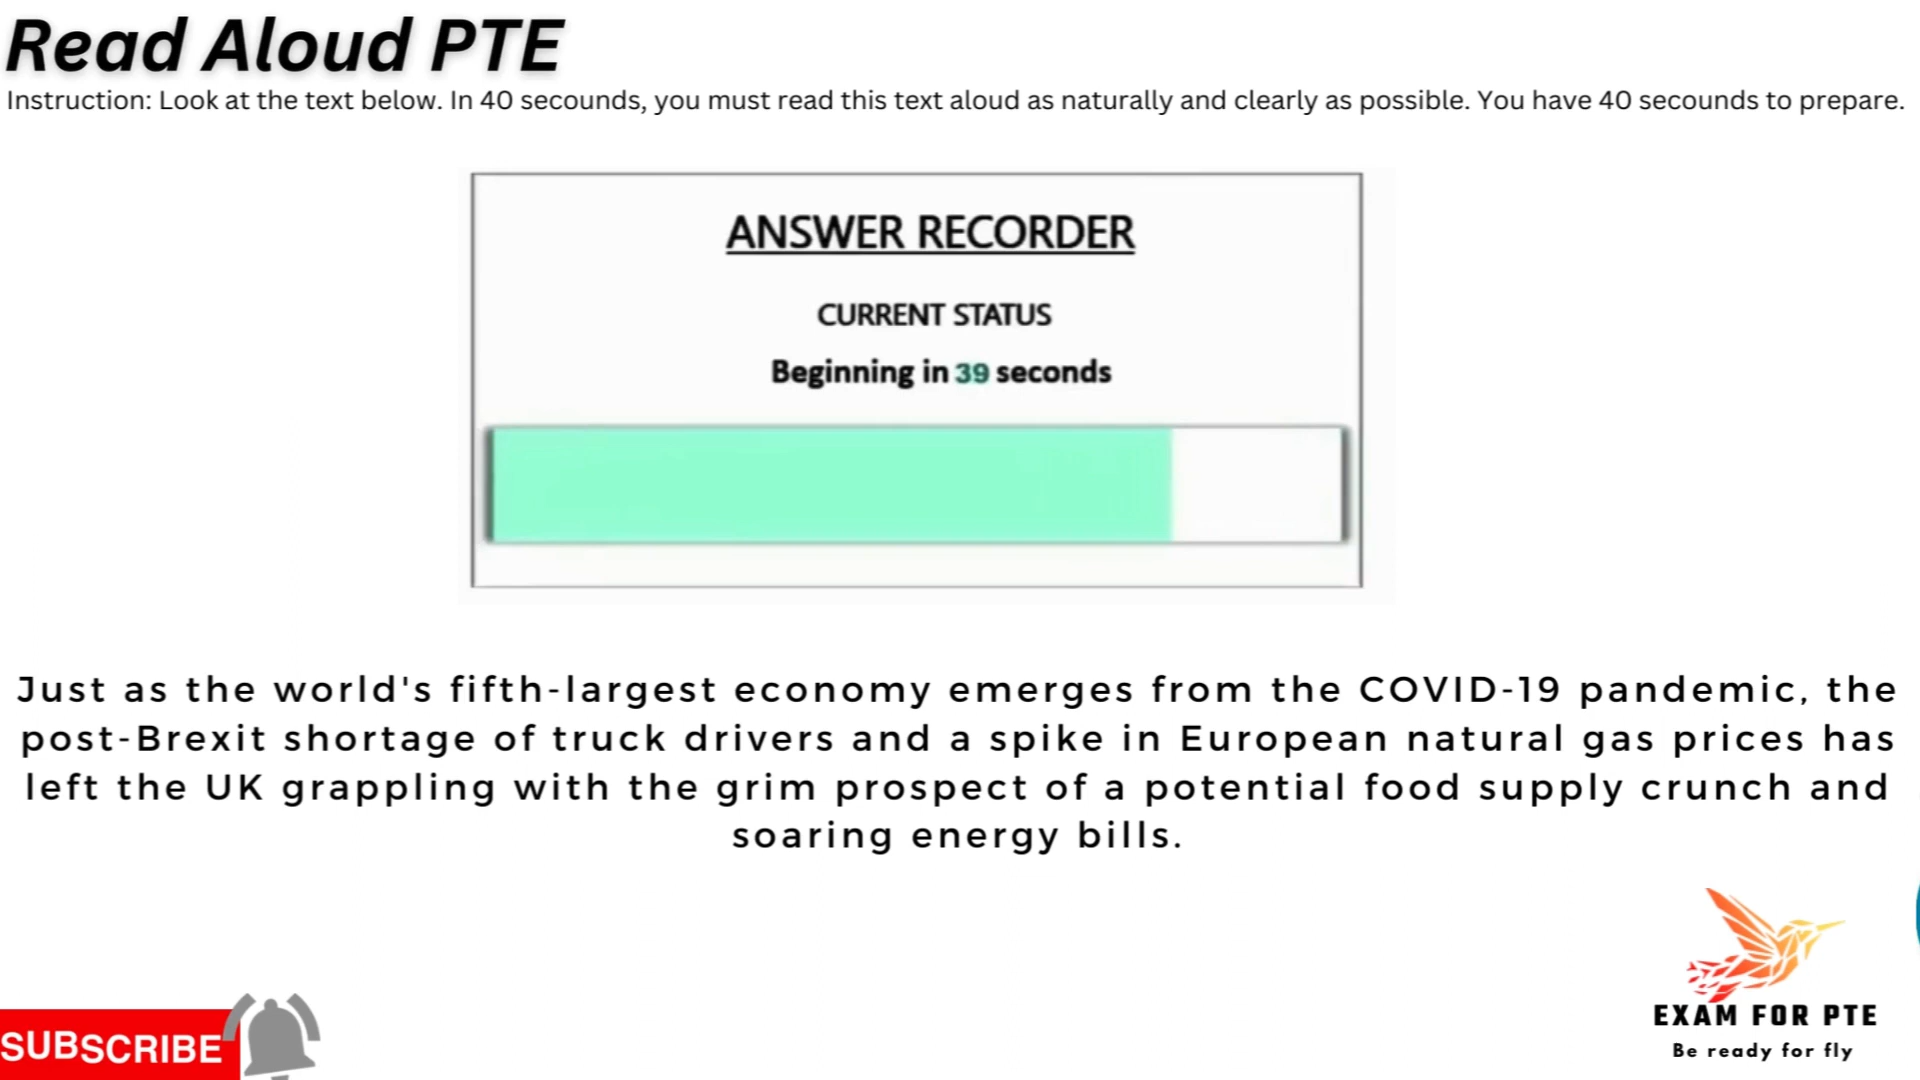 Read Aloud PTE
Instruction: Look at the text below. In 40 secounds, you must read this text aloud as naturally and clearly as possible. You have 40 secounds to prepare.
ANSWER RECORDER
CURRENT STATUS
Beginning in 39 seconds
Just as the world's fifth-largest economy emerges from the COVID-19 pandemic, the
post-Brexit shortage of truck drivers and a spike in European natural gas prices has
left the UK grappling with the grim prospect of a potential food supply crunch and
soaring energy bills.
EXAM FOR PTE
Be ready for fly
SUBSCRIBE